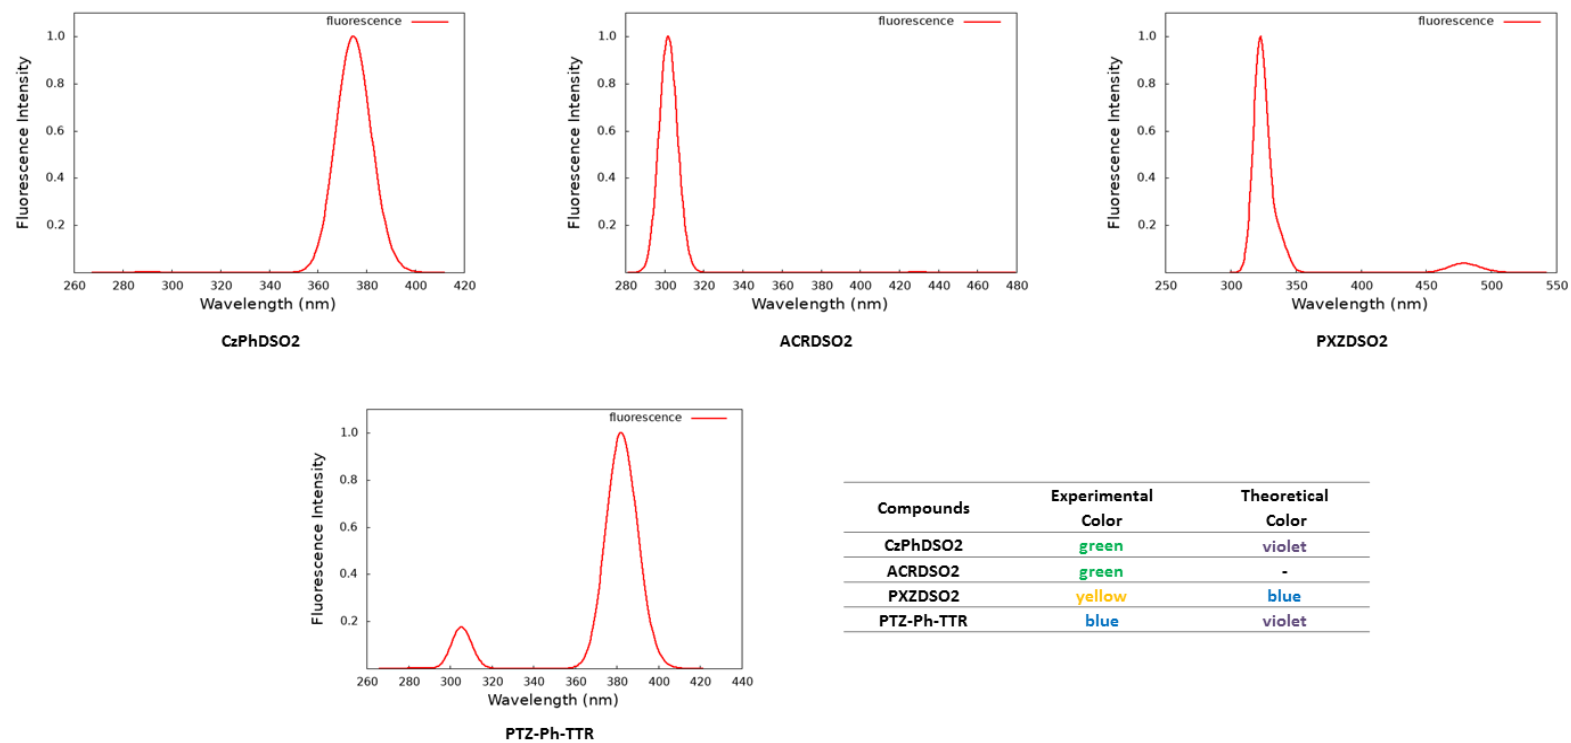 fluorescence
1.0
0.8
0.6
0.4
0.2
Fluorescence Intensity
260 280 300 320 340 360 380 400 420
Wavelength (nm)
CzPhDSO2
fluorescence
1.0
0.8
0.6
0.4
0.2
Fluorescence Intensity
280 300 320 340 360 380 400 420 440 460 480
Wavelength (nm)
ACRDSO2
fluorescence
1.0
0.8
0.6
0.4
0.2
Fluorescence Intensity
250 300 350 400 450 500 550
Wavelength (nm)
PXZDSO2
fluorescence
1.0
0.8
0.6
0.4
0.2
Fluorescence Intensity
260 280 300 320 340 360 380 400 420 440
Wavelength (nm)
PTZ-Ph-TTR
Compounds Experimental Color Theoretical Color
CzPhDSO2 green violet
ACRDSO2 green -
PXZDSO2 yellow blue
PTZ-Ph-TTR blue violet